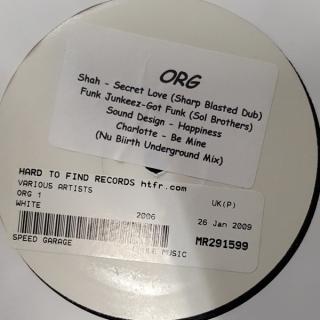 ORG
Shah - Secret Love (Sharp Blasted Dub)
Funk Junkeez-Got Funk (Sol Brothers)
Sound Design - Happiness
Charlotte - Be Mine
(Nu Biirth Underground Mix)
HARD TO FIND RECORDS htfr.com
VARIOUS ARTISTS UK(P)
ORG 1
WHITE 2006 26 Jan 2009
MR291599
SPEED GARAGE MUSIC